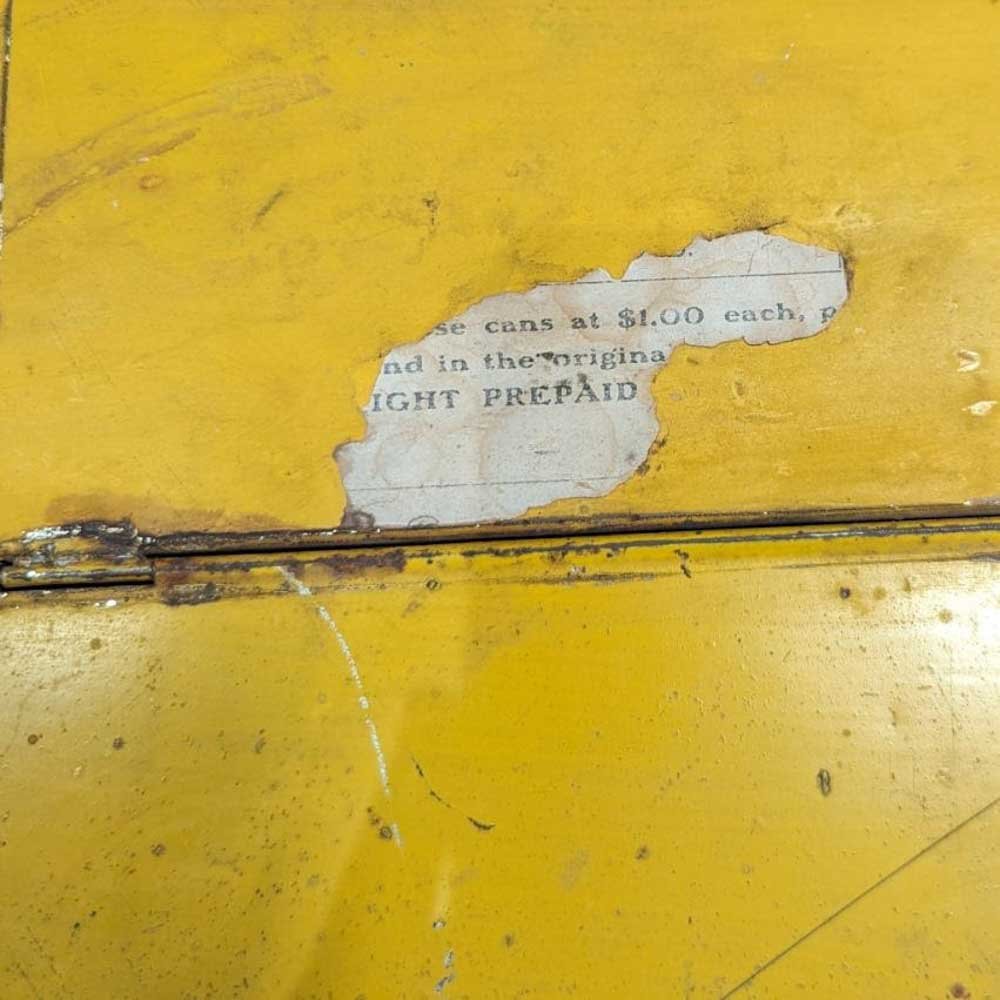 se cans at $1.00 each, p
nd in the origina
IGHT PREPAID